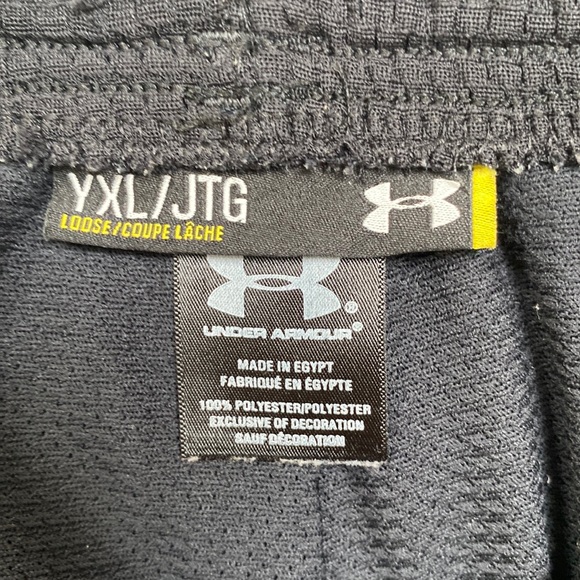 YXL/JTG
LOOSE/COUPE LÂCHE
®
UNDER ARMOUR®
MADE IN EGYPT
FABRIQUÉ EN ÉGYPTE
100% POLYESTER/POLYESTER
EXCLUSIVE OF DECORATION
SAUF DÉCORATION